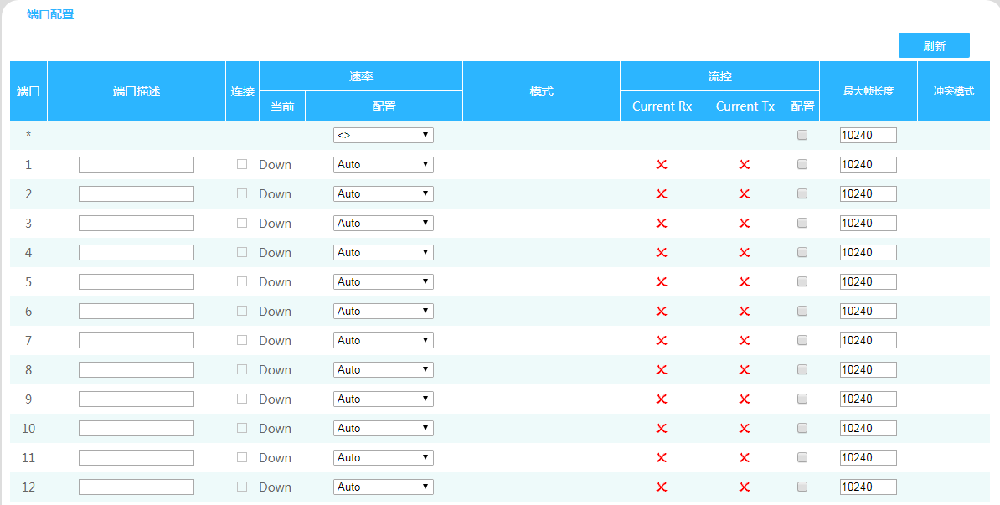 端口配置
刷新
端口 端口描述 连接 速率 模式 流控 最大帧长度 冲突模式
当前 配置 Current Rx Current Tx 配置
* <> 10240
1 Down Auto 10240
2 Down Auto 10240
3 Down Auto 10240
4 Down Auto 10240
5 Down Auto 10240
6 Down Auto 10240
7 Down Auto 10240
8 Down Auto 10240
9 Down Auto 10240
10 Down Auto 10240
11 Down Auto 10240
12 Down Auto 10240